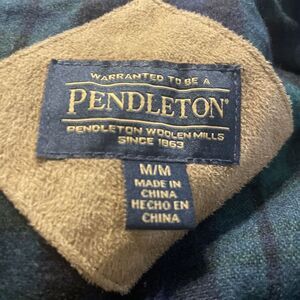 WARRANTED TO BE A
PENDLETON®
PENDLETON WOOLEN MILLS
SINCE 1863
M/M
MADE IN
CHINA
HECHO EN
CHINA